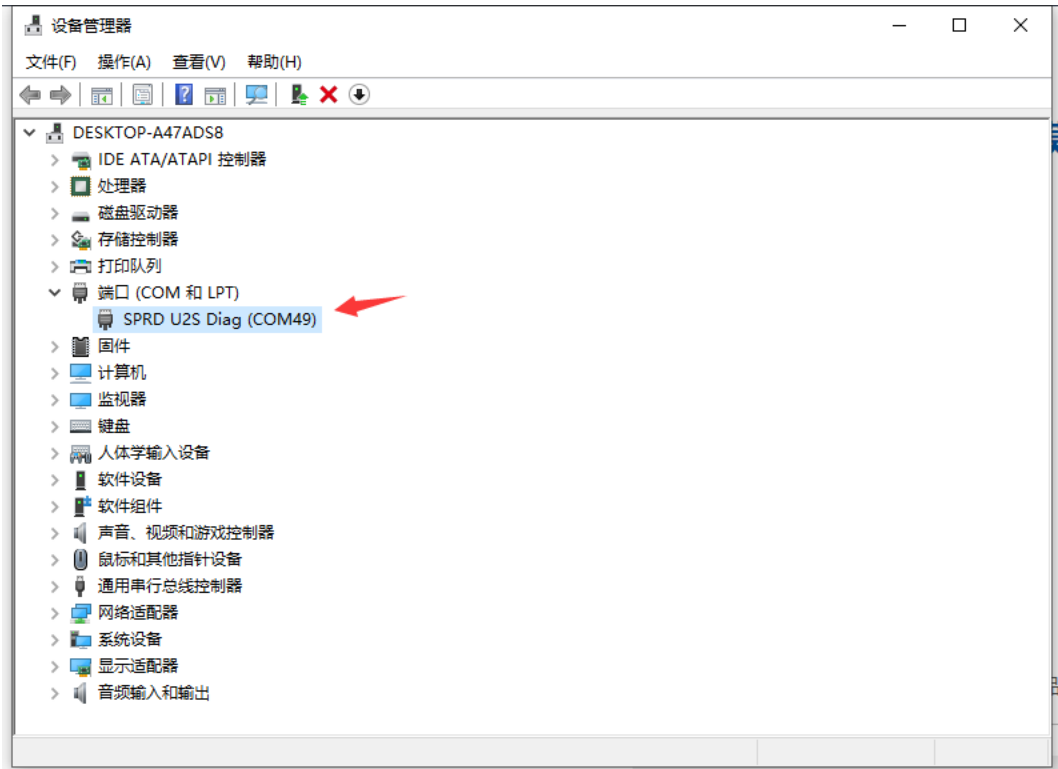 设备管理器
文件(F) 操作(A) 查看(V) 帮助(H)
DESKTOP-A47ADS8
IDE ATA/ATAPI 控制器
处理器
磁盘驱动器
存储控制器
打印队列
端口 (COM 和 LPT)
SPRD U2S Diag (COM49)
固件
计算机
监视器
键盘
人体学输入设备
软件设备
软件组件
声音、视频和游戏控制器
鼠标和其他指针设备
通用串行总线控制器
网络适配器
系统设备
显示适配器
音频输入和输出